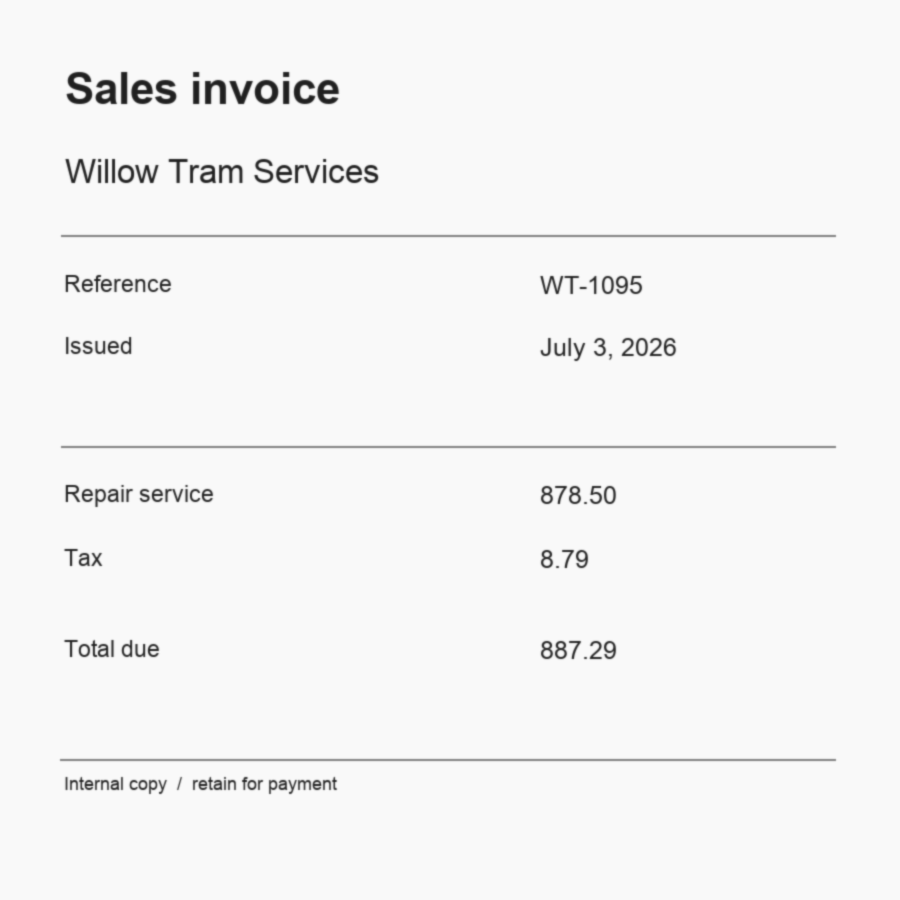 Sales invoice
Willow Tram Services
Reference WT-1095
Issued July 3, 2026
Repair service 878.50
Tax 8.79
Total due 887.29
Internal copy / retain for payment